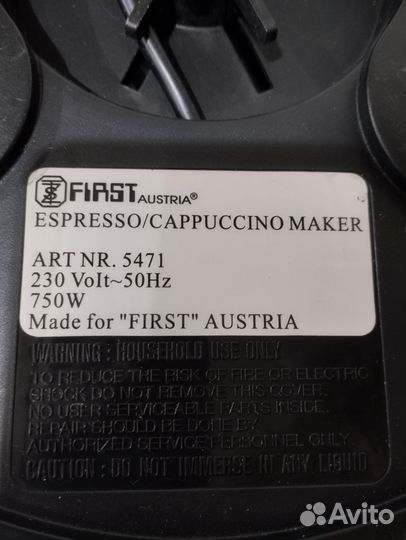 FIRST AUSTRIA®
ESPRESSO/CAPPUCCINO MAKER
ART NR. 5471
230 Volt~50Hz
750W
Made for "FIRST" AUSTRIA
WARNING : HOUSEHOLD USE ONLY
TO REDUCE THE RISK OF FIRE OR ELECTRIC
SHOCK DO NOT REMOVE THIS COVER.
NO USER SERVICEABLE PARTS INSIDE.
REPAIR SHOULD BE DONE BY
AUTHORIZED SERVICE PERSONNEL ONLY.
CAUTION : DO NOT IMMERSE IN ANY LIQUID
Avito